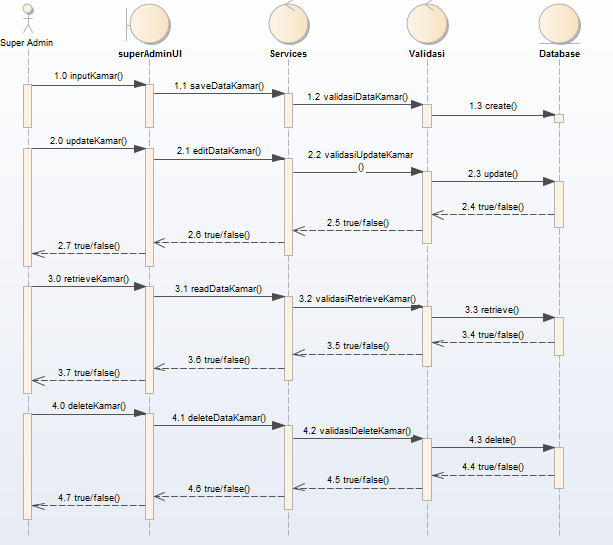 Super Admin
superAdminUI
Services
Validasi
Database
1.0 inputKamar()
1.1 saveDataKamar()
1.2 validasiDataKamar()
1.3 create()
2.0 updateKamar()
2.1 editDataKamar()
2.2 validasiUpdateKamar
()
2.3 update()
2.4 true/false()
2.5 true/false()
2.6 true/false()
2.7 true/false()
3.0 retrieveKamar()
3.1 readDataKamar()
3.2 validasiRetrieveKamar()
3.3 retrieve()
3.4 true/false()
3.5 true/false()
3.6 true/false()
3.7 true/false()
4.0 deleteKamar()
4.1 deleteDataKamar()
4.2 validasiDeleteKamar()
4.3 delete()
4.4 true/false()
4.5 true/false()
4.6 true/false()
4.7 true/false()